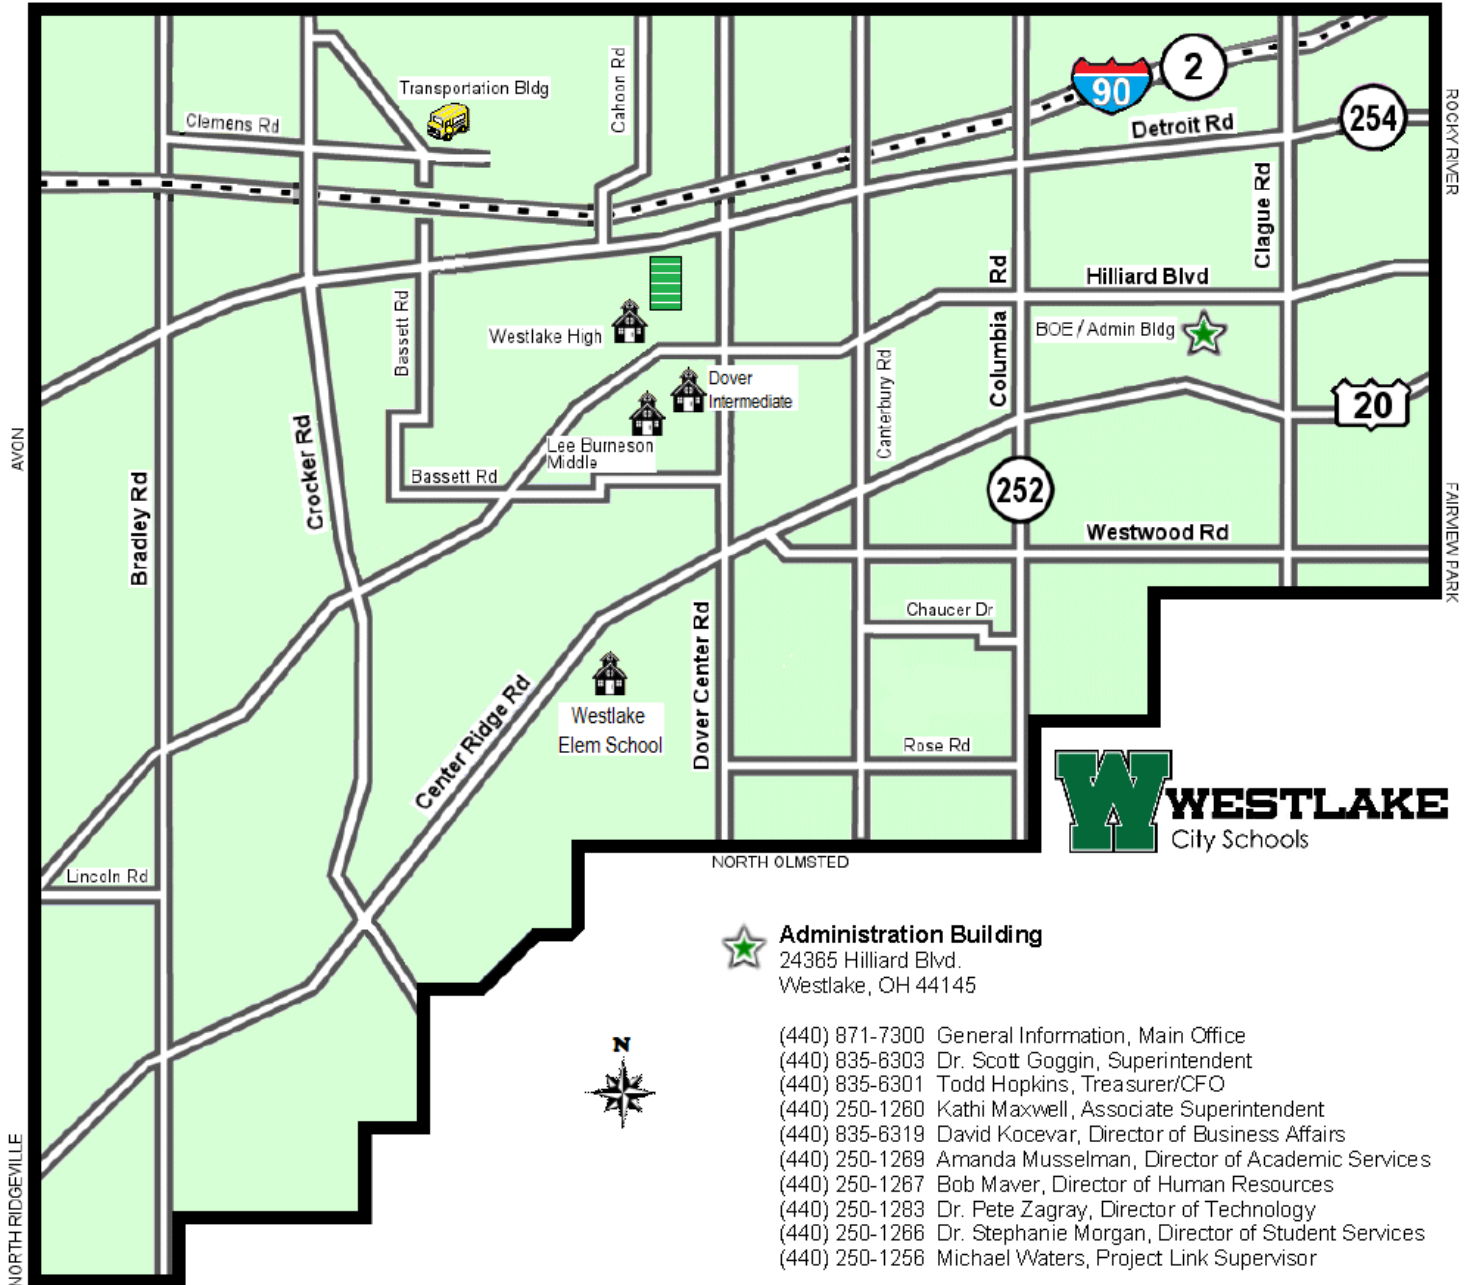 Cahoon Rd
Transportation Bldg
Clemens Rd
90
2
254
Detroit Rd
ROCKY RIVER
Clague Rd
Columbia Rd
Hilliard Blvd
BOE / Admin Bldg
Bassett Rd
Westlake High
Dover
Intermediate
Canterbury Rd
20
Crocker Rd
Lee Burneson
Middle
AVON
Bassett Rd
Bradley Rd
252
Westwood Rd
FAIRVIEW PARK
Chaucer Dr
Dover Center Rd
Center Ridge Rd
Westlake
Elem School
Rose Rd
W WESTLAKE
City Schools
Lincoln Rd
NORTH OLMSTED
Administration Building
24365 Hilliard Blvd.
Westlake, OH 44145
N
(440) 871-7300 General Information, Main Office
(440) 835-6303 Dr. Scott Goggin, Superintendent
(440) 835-6301 Todd Hopkins, Treasurer/CFO
(440) 250-1260 Kathi Maxwell, Associate Superintendent
(440) 835-6319 David Kocevar, Director of Business Affairs
(440) 250-1269 Amanda Musselman, Director of Academic Services
(440) 250-1267 Bob Maver, Director of Human Resources
(440) 250-1283 Dr. Pete Zagray, Director of Technology
(440) 250-1266 Dr. Stephanie Morgan, Director of Student Services
(440) 250-1256 Michael Waters, Project Link Supervisor
NORTH RIDGEVILLE